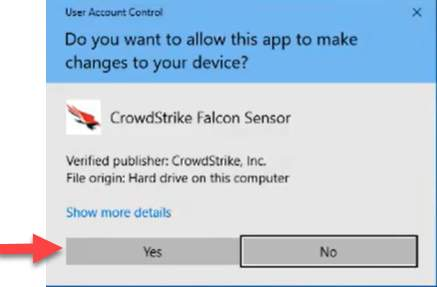 User Account Control
Do you want to allow this app to make
changes to your device?
CrowdStrike Falcon Sensor
Verified publisher: CrowdStrike, Inc.
File origin: Hard drive on this computer
Show more details
Yes
No